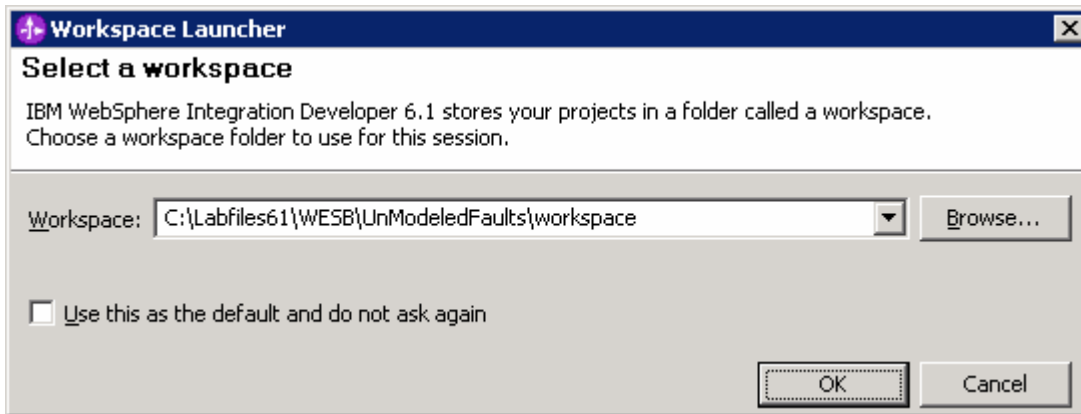 Workspace Launcher
Select a workspace
IBM WebSphere Integration Developer 6.1 stores your projects in a folder called a workspace.
Choose a workspace folder to use for this session.
Workspace: C:\Labfiles61\WESB\UnModeledFaults\workspace Browse...
Use this as the default and do not ask again
OK Cancel